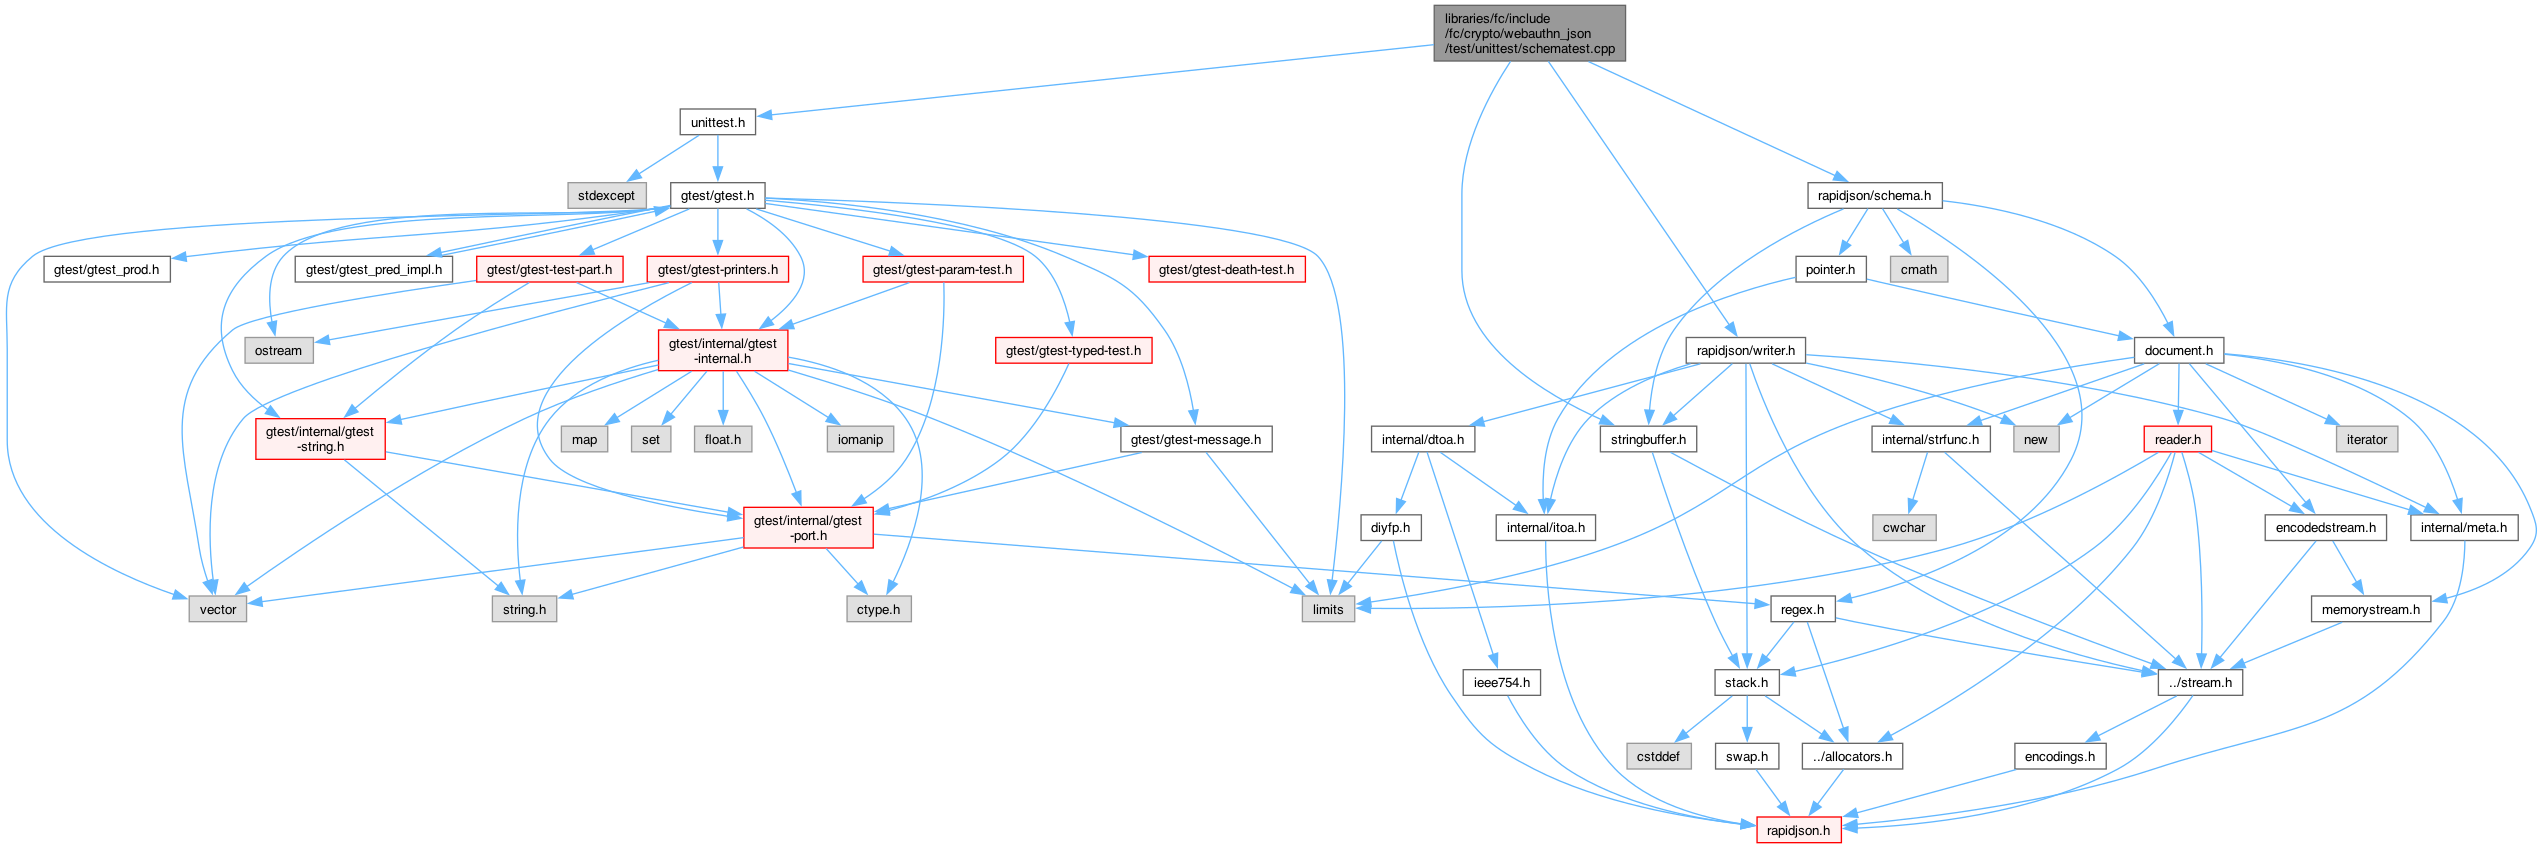 libraries/fc/include
/fc/crypto/webauthn_json
/test/unittest/schematest.cpp
unittest.h
stdexcept
gtest/gtest.h
rapidjson/schema.h
gtest/gtest_prod.h
gtest/gtest_pred_impl.h
gtest/gtest-test-part.h
gtest/gtest-printers.h
gtest/gtest-param-test.h
gtest/gtest-death-test.h
pointer.h
cmath
ostream
gtest/internal/gtest
-internal.h
gtest/gtest-typed-test.h
rapidjson/writer.h
document.h
gtest/internal/gtest
-string.h
map
set
float.h
iomanip
gtest/gtest-message.h
internal/dtoa.h
stringbuffer.h
internal/strfunc.h
new
reader.h
iterator
gtest/internal/gtest
-port.h
diyfp.h
internal/itoa.h
cwchar
encodedstream.h
internal/meta.h
vector
string.h
ctype.h
limits
regex.h
memorystream.h
ieee754.h
stack.h
../stream.h
cstddef
swap.h
../allocators.h
encodings.h
rapidjson.h